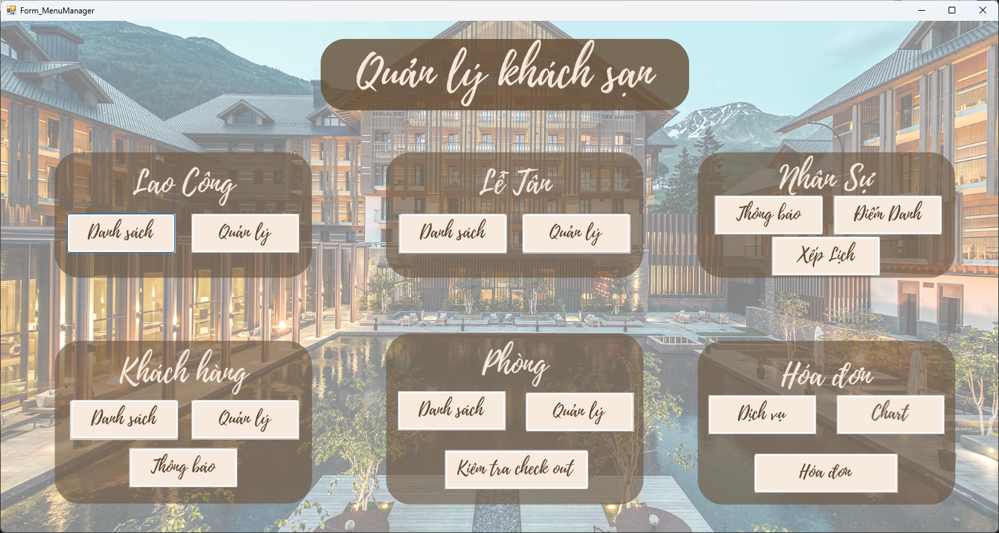 Form_MenuManager
Quản lý khách sạn
Lao Công
Danh sách
Quản lý
Lễ Tân
Danh sách
Quản lý
Nhân Sự
Thông báo
Điểm Danh
Xếp Lịch
Khách hàng
Danh sách
Quản lý
Thông báo
Phòng
Danh sách
Quản lý
Kiêm tra check out
Hóa đơn
Dịch vụ
Chart
Hóa đơn